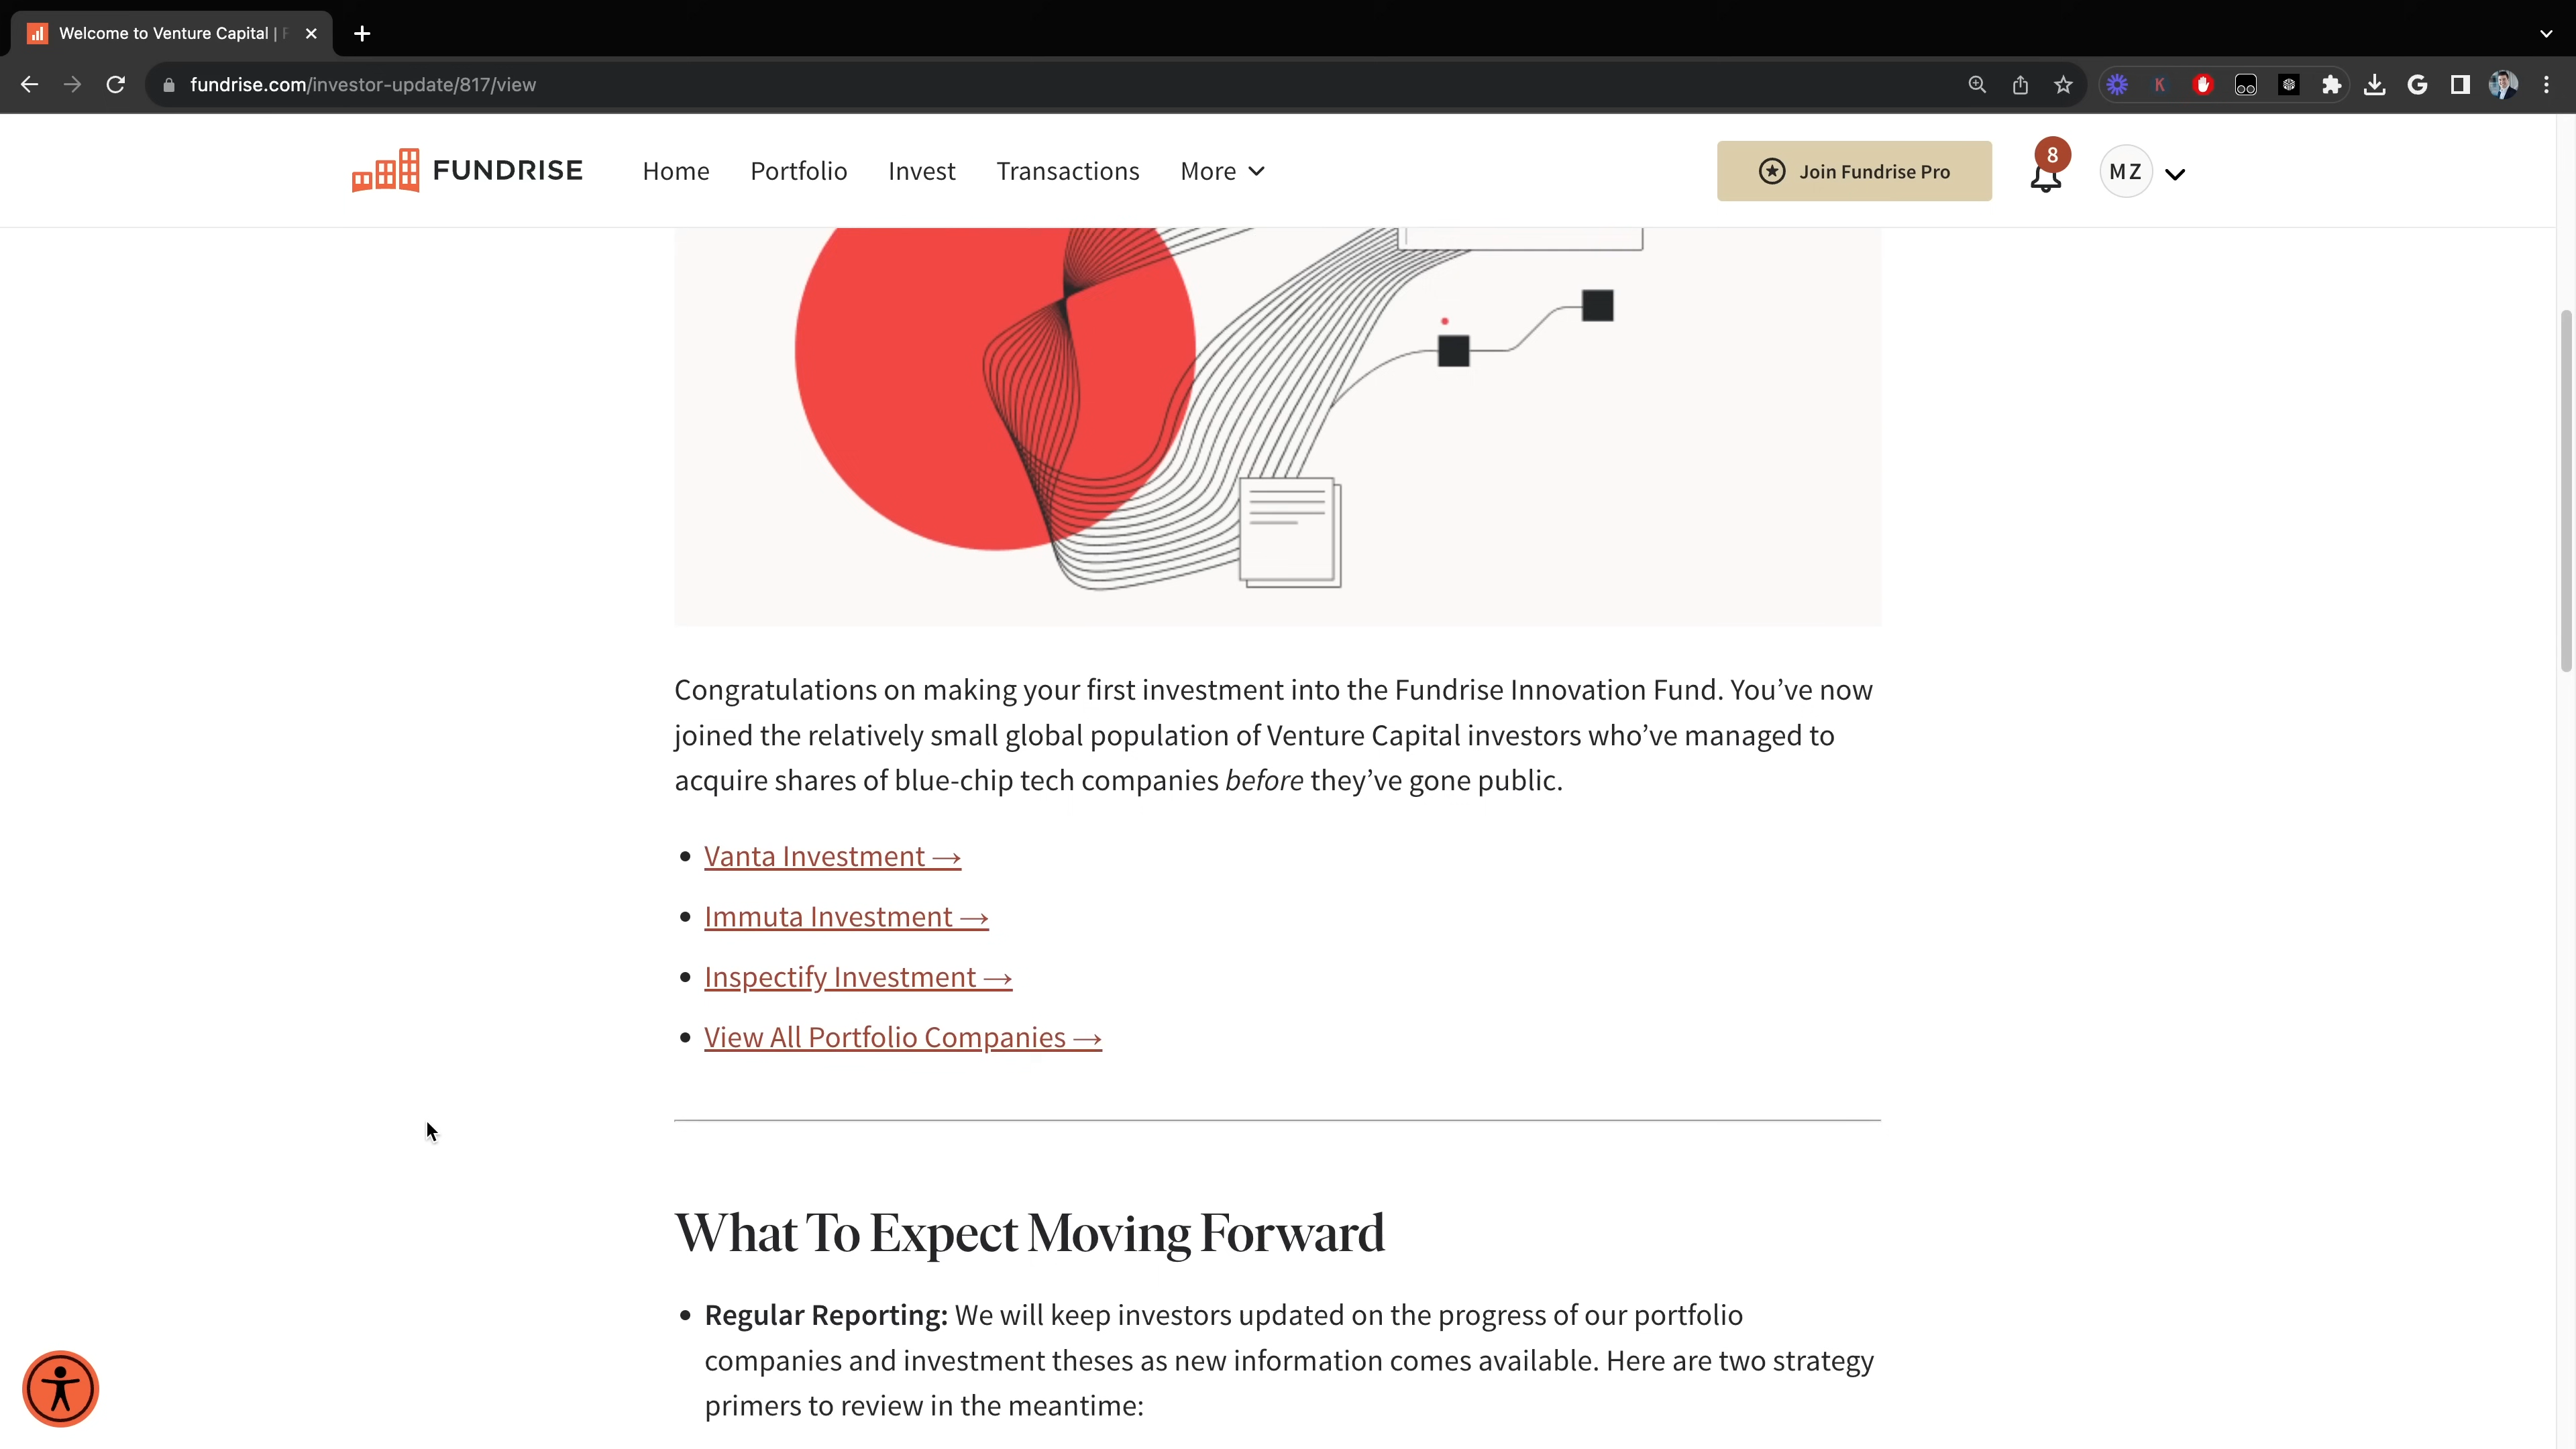 Welcome to Venture Capital |
fundrise.com/investor-update/817/view
FUNDRISE
Home
Portfolio
Invest
Transactions
More
Join Fundrise Pro
8
MZ
Congratulations on making your first investment into the Fundrise Innovation Fund. You’ve now
joined the relatively small global population of Venture Capital investors who’ve managed to
acquire shares of blue-chip tech companies before they’ve gone public.
• Vanta Investment →
• Immuta Investment →
• Inspectify Investment →
• View All Portfolio Companies →
What To Expect Moving Forward
• Regular Reporting: We will keep investors updated on the progress of our portfolio
companies and investment theses as new information comes available. Here are two strategy
primers to review in the meantime: